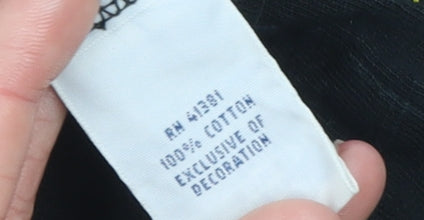 RN 41381
100% COTTON
EXCLUSIVE OF
DECORATION